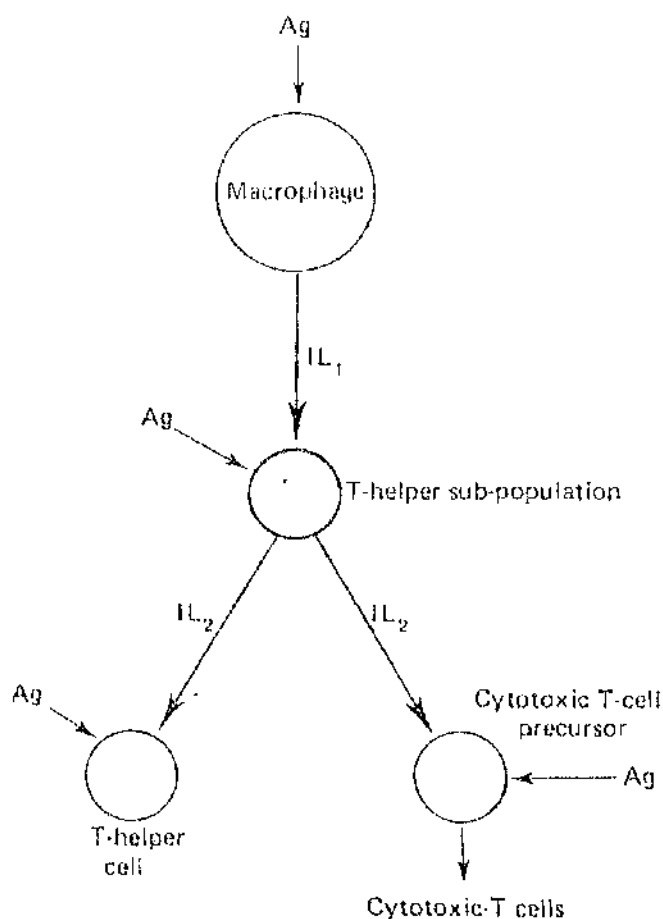 Ag
Macrophage
IL₁
Ag
T-helper sub-population
IL₂
IL₂
Ag
Cytotoxic T-cell
precursor
Ag
T-helper
cell
Cytotoxic-T cells